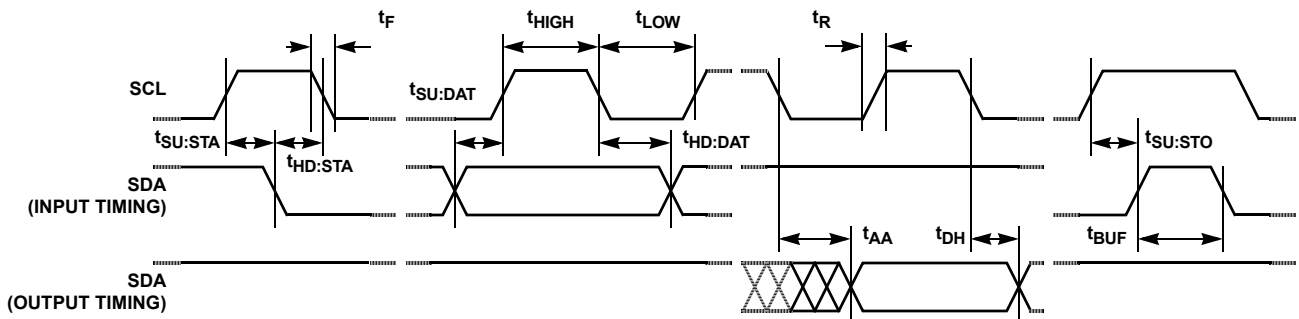 tF
tHIGH
tLOW
tR
SCL
tSU:DAT
tSU:STA
tHD:STA
tHD:DAT
tSU:STO
SDA
(INPUT TIMING)
tAA
tDH
tBUF
SDA
(OUTPUT TIMING)